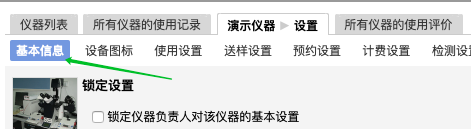 仪器列表 所有仪器的使用记录 演示仪器 ▶ 设置 所有仪器的使用评价
基本信息 设备图标 使用设置 送样设置 预约设置 计费设置 检测设
锁定设置
锁定仪器负责人对该仪器的基本设置